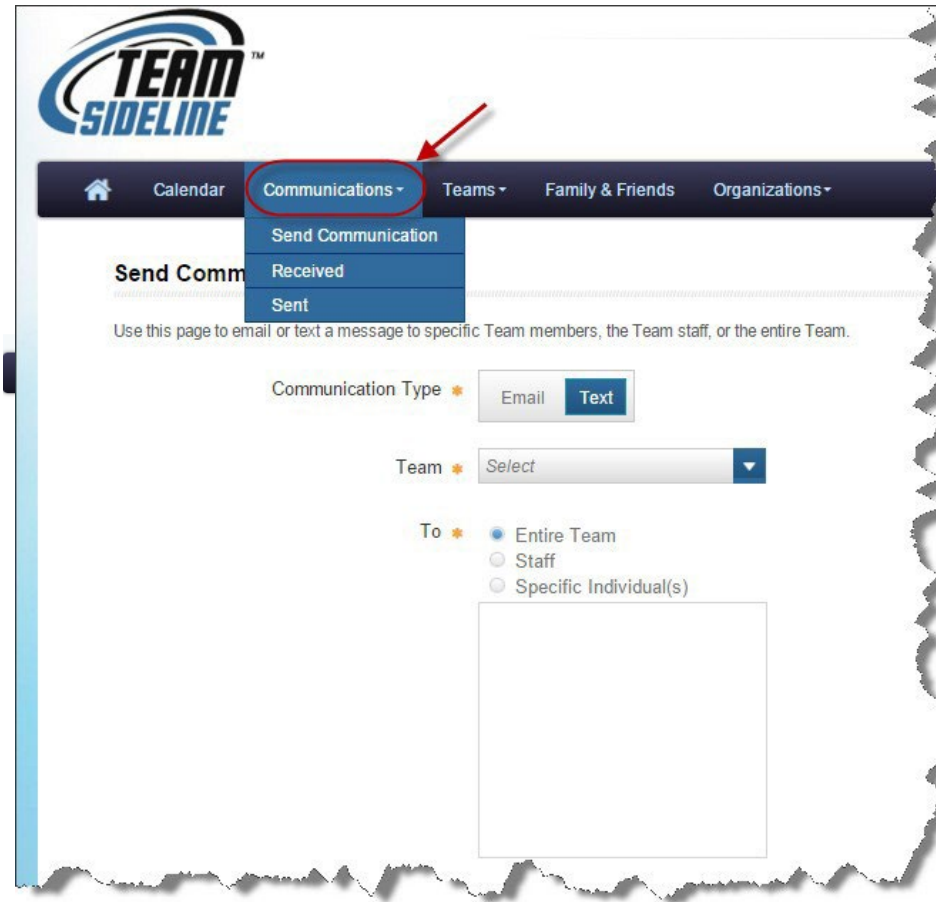 TEAM ™
SIDELINE
Calendar Communications Teams Family & Friends Organizations
Send Communication
Send Comm Received
Sent
Use this page to email or text a message to specific Team members, the Team staff, or the entire Team.
Communication Type * Email Text
Team * Select
To * Entire Team
Staff
Specific Individual(s)